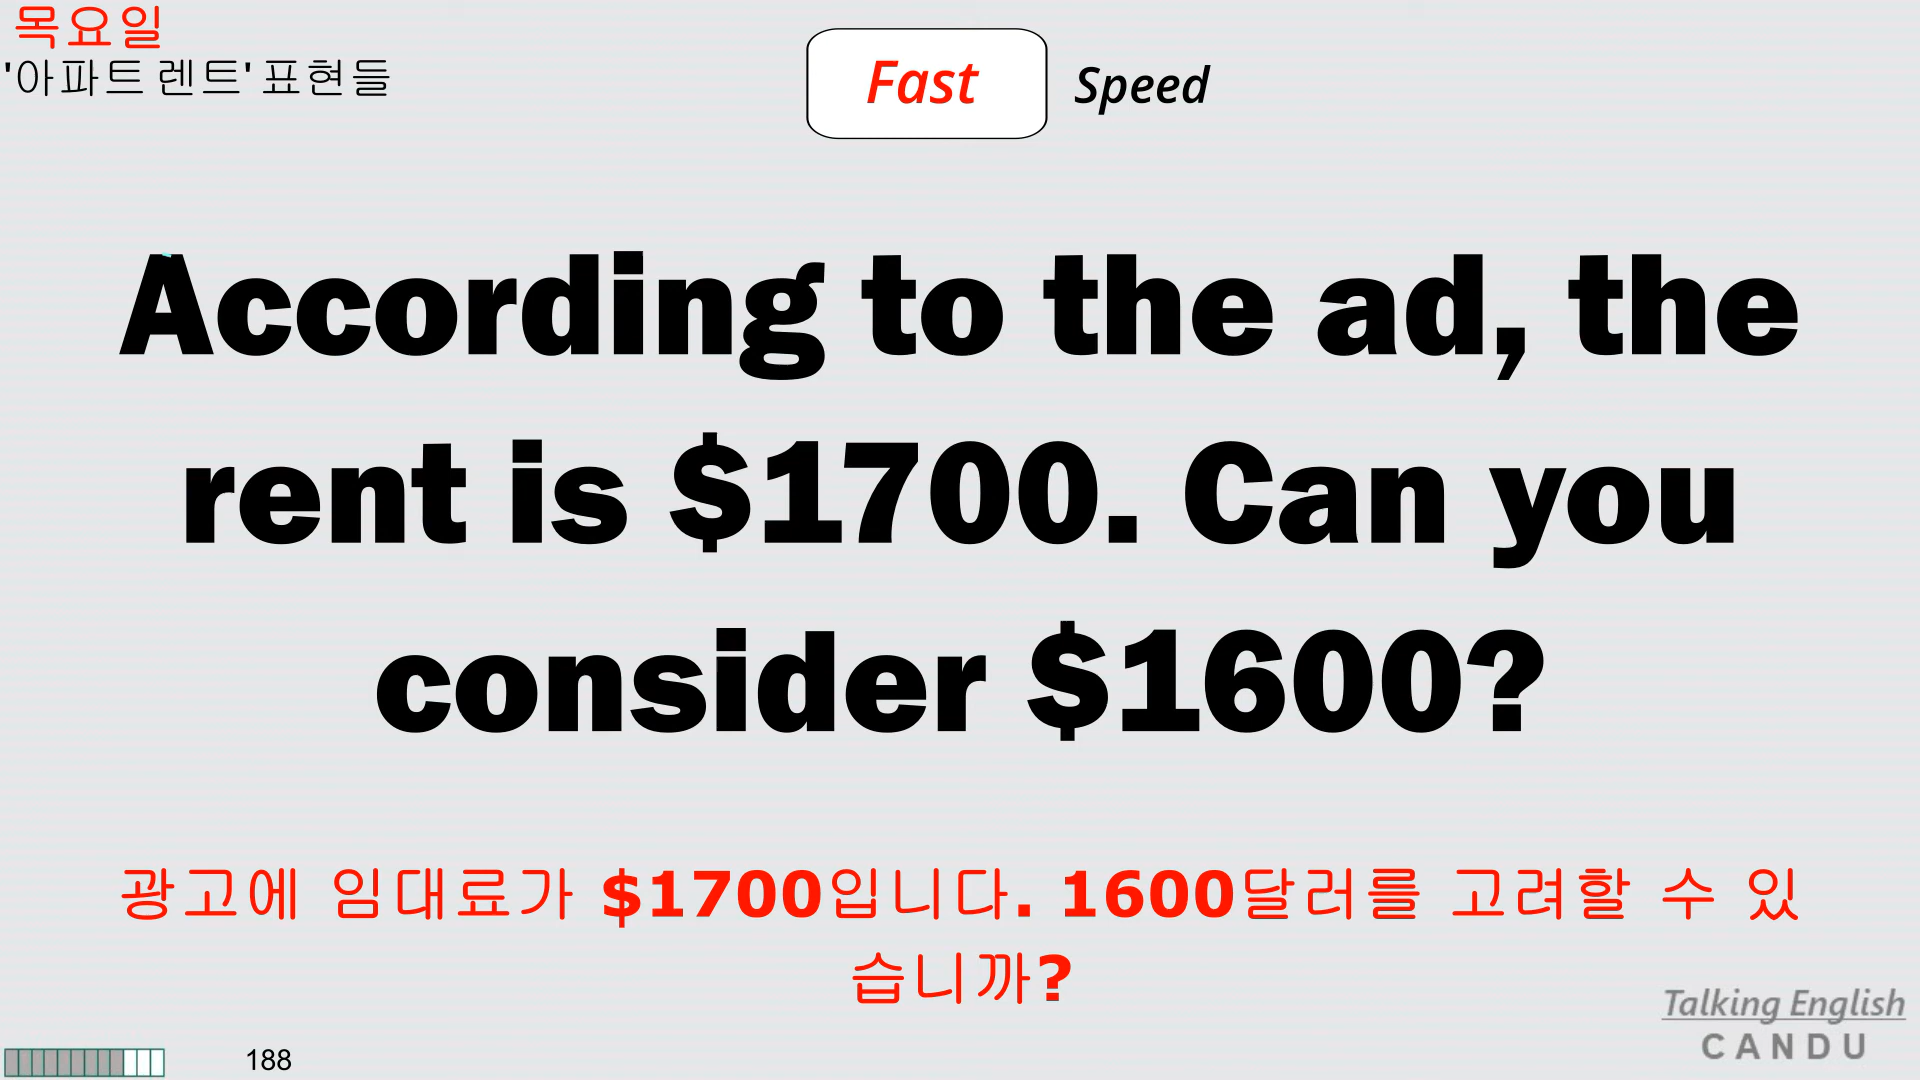 목요일
'아파트 렌트' 표현들
Fast Speed
According to the ad, the
rent is $1700. Can you
consider $1600?
광고에 임대료가 $1700입니다. 1600달러를 고려할 수 있
습니까?
Talking English
CANDU
188